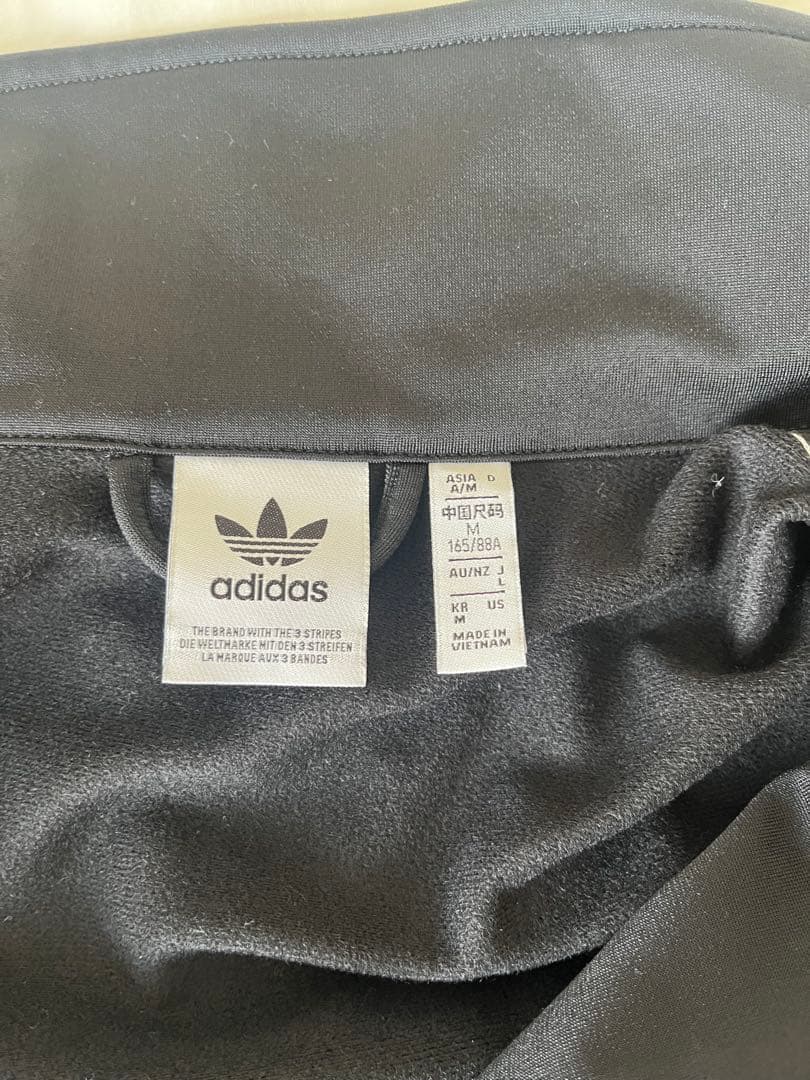 adidas
THE BRAND WITH THE 3 STRIPES
DIE WELTMARKE MIT DEN 3 STREIFEN
LA MARQUE AUX 3 BANDES
ASIA D
A/M
中国尺码
M
165/88A
AU/NZ J
L
KR US
M
MADE IN
VIETNAM